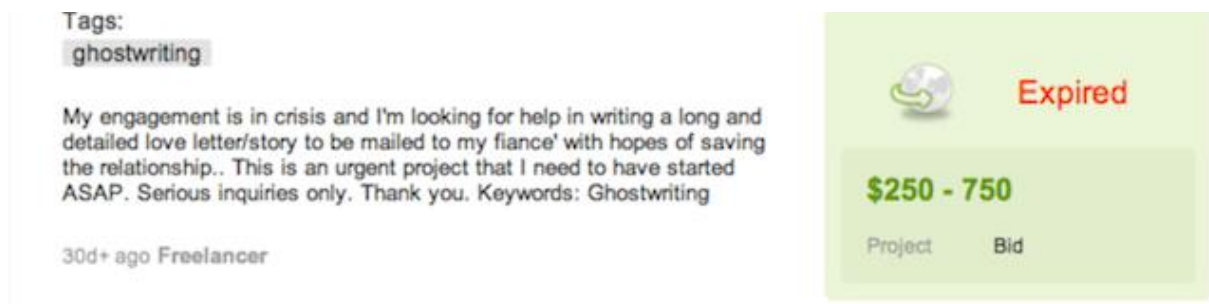 Tags:
ghostwriting
My engagement is in crisis and I'm looking for help in writing a long and
detailed love letter/story to be mailed to my fiance' with hopes of saving
the relationship.. This is an urgent project that I need to have started
ASAP. Serious inquiries only. Thank you. Keywords: Ghostwriting
30d+ ago Freelancer
Expired
$250 - 750
Project Bid